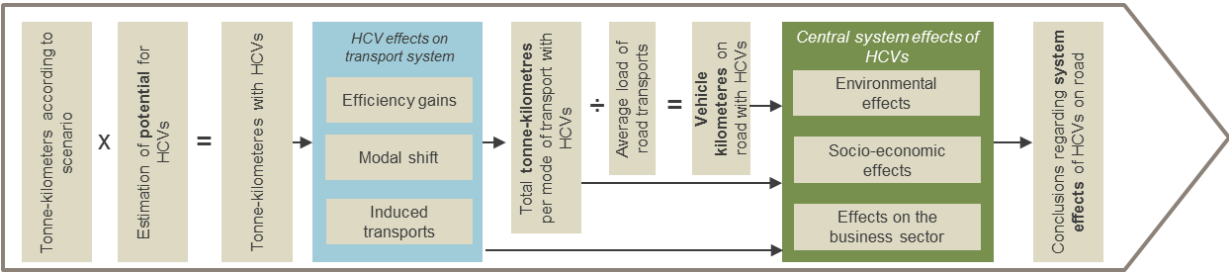 Tonne-kilometers according to
scenario
X
Estimation of potential for
HCVs
=
Tonne-kilometeres with HCVs
HCV effects on
transport system
Efficiency gains
Modal shift
Induced
transports
Total tonne-kilometres
per mode of transport with
HCVs
÷
Average load of
road transports
=
Vehicle
kilometeres on
road with HCVs
Central system effects of
HCVs
Environmental
effects
Socio-economic
effects
Effects on the
business sector
Conclusions regarding system
effects of HCVs on road